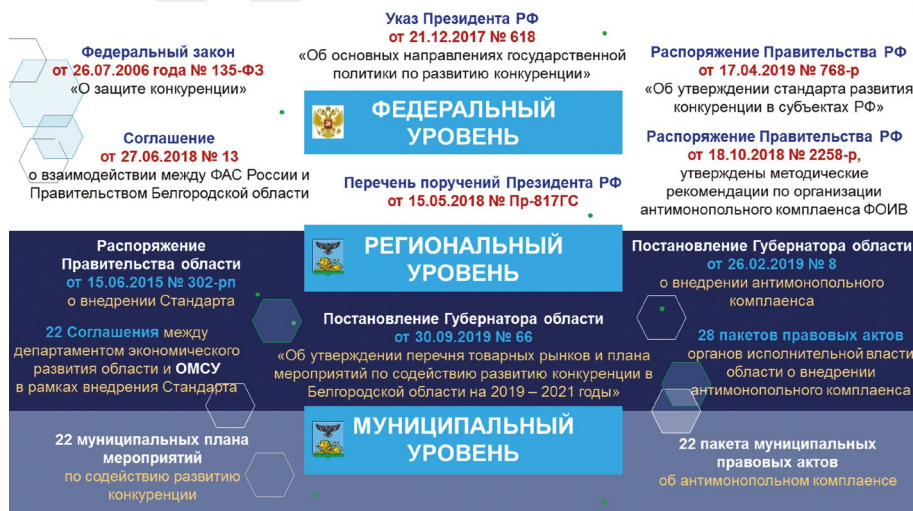 Указ Президента РФ
от 21.12.2017 № 618
«Об основных направлениях государственной
политики по развитию конкуренции»
Федеральный закон
от 26.07.2006 года № 135-ФЗ
«О защите конкуренции»
Распоряжение Правительства РФ
от 17.04.2019 № 768-р
«Об утверждении стандарта развития
конкуренции в субъектах РФ»
ФЕДЕРАЛЬНЫЙ
УРОВЕНЬ
Соглашение
от 27.06.2018 № 13
о взаимодействии между ФАС России и
Правительством Белгородской области
Перечень поручений Президента РФ
от 15.05.2018 № Пр-817ГС
Распоряжение Правительства РФ
от 18.10.2018 № 2258-р,
утверждены методические
рекомендации по организации
антимонопольного комплаенса ФОИВ
РЕГИОНАЛЬНЫЙ
УРОВЕНЬ
Распоряжение
Правительства области
от 15.06.2015 № 302-рп
о внедрении Стандарта
Постановление Губернатора области
от 26.02.2019 № 8
о внедрении антимонопольного
комплаенса
22 Соглашения между
департаментом экономического
развития области и ОМСУ
в рамках внедрения Стандарта
Постановление Губернатора области
от 30.09.2019 № 66
«Об утверждении перечня товарных рынков и плана
мероприятий по содействию развитию конкуренции в
Белгородской области на 2019 – 2021 годы»
28 пакетов правовых актов
органов исполнительной власти
области о внедрении
антимонопольного комплаенса
МУНИЦИПАЛЬНЫЙ
УРОВЕНЬ
22 муниципальных плана
мероприятий
по содействию развитию
конкуренции
22 пакета муниципальных
правовых актов
об антимонопольном комплаенсе